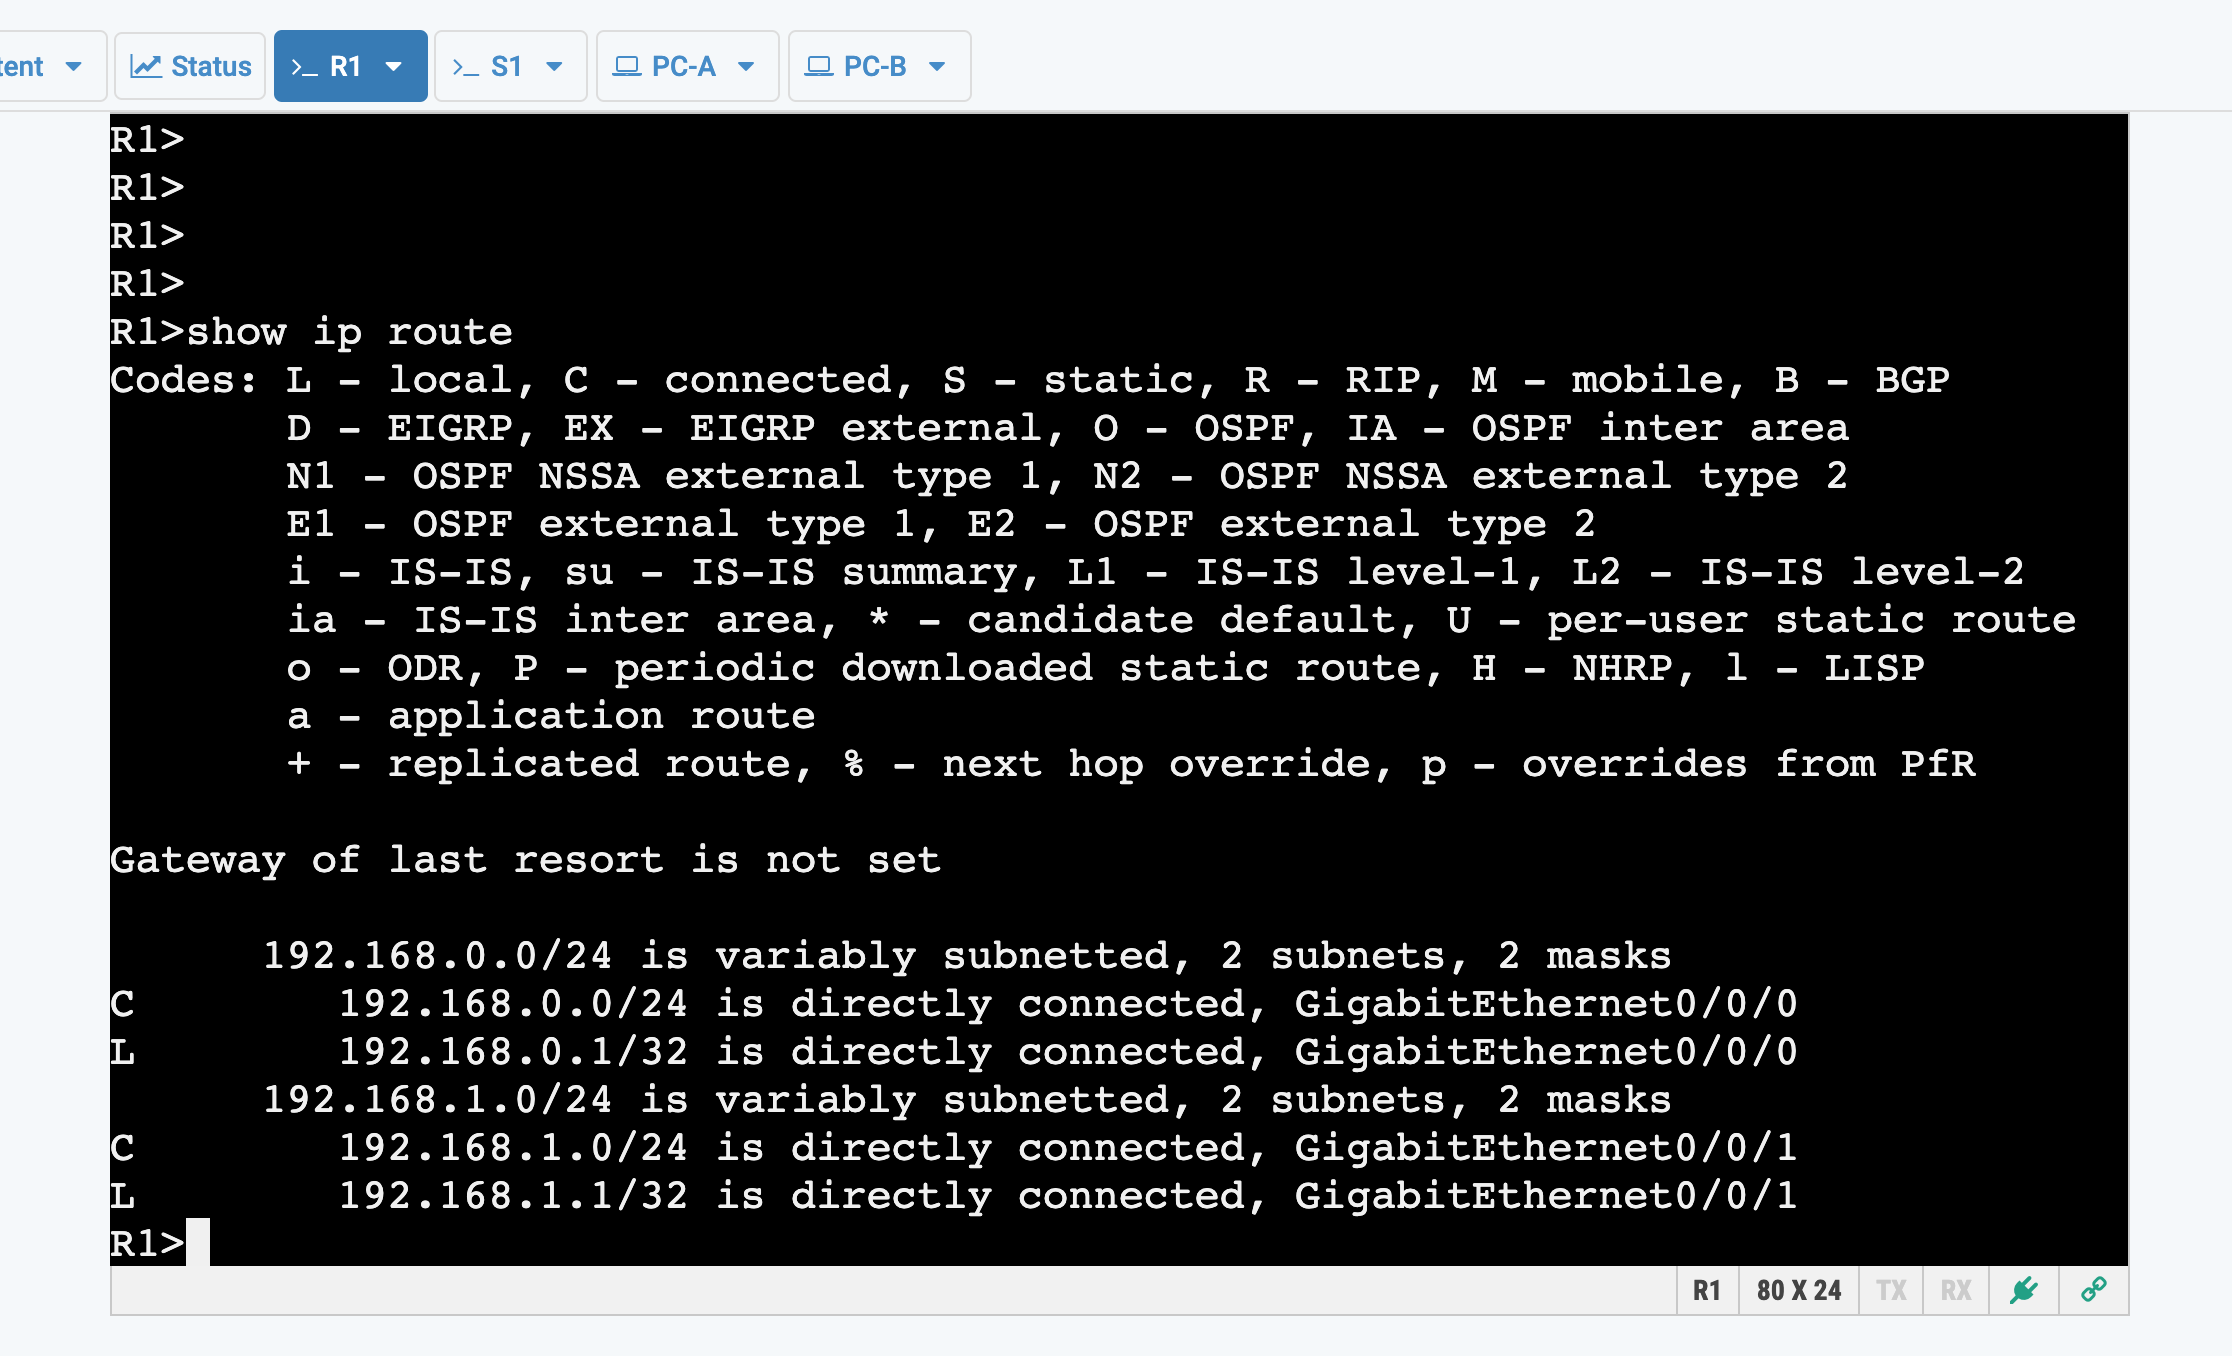 tent
Status
>_ R1
>_ S1
PC-A
PC-B
R1>
R1>
R1>
R1>
R1>show ip route
Codes: L - local, C - connected, S - static, R - RIP, M - mobile, B - BGP
       D - EIGRP, EX - EIGRP external, O - OSPF, IA - OSPF inter area
       N1 - OSPF NSSA external type 1, N2 - OSPF NSSA external type 2
       E1 - OSPF external type 1, E2 - OSPF external type 2
       i - IS-IS, su - IS-IS summary, L1 - IS-IS level-1, L2 - IS-IS level-2
       ia - IS-IS inter area, * - candidate default, U - per-user static route
       o - ODR, P - periodic downloaded static route, H - NHRP, l - LISP
       a - application route
       + - replicated route, % - next hop override, p - overrides from PfR
Gateway of last resort is not set
      192.168.0.0/24 is variably subnetted, 2 subnets, 2 masks
C        192.168.0.0/24 is directly connected, GigabitEthernet0/0/0
L        192.168.0.1/32 is directly connected, GigabitEthernet0/0/0
      192.168.1.0/24 is variably subnetted, 2 subnets, 2 masks
C        192.168.1.0/24 is directly connected, GigabitEthernet0/0/1
L        192.168.1.1/32 is directly connected, GigabitEthernet0/0/1
R1>
R1
80 X 24
TX
RX